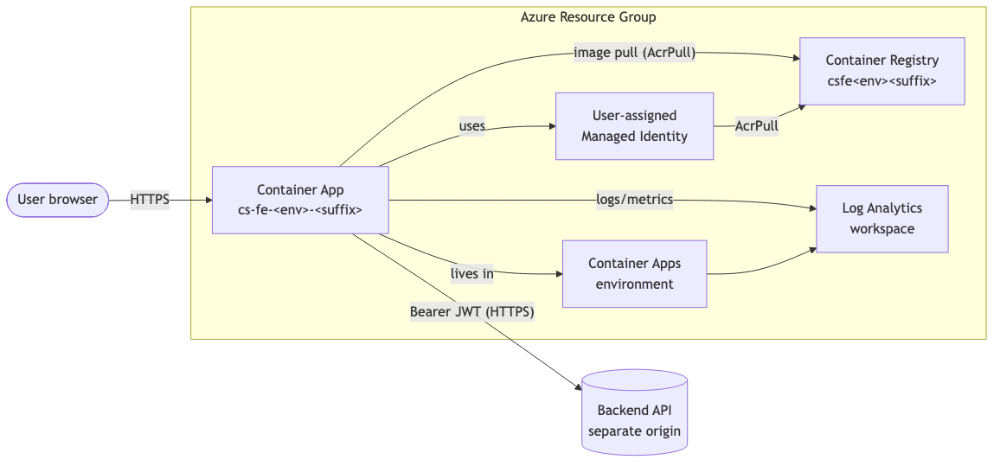 Azure Resource Group
image pull (AcrPull)
Container Registry
csfe<env><suffix>
User-assigned
Managed Identity
uses
AcrPull
Container App
cs-fe-<env>-<suffix>
User browser
HTTPS
logs/metrics
Log Analytics
workspace
Container Apps
environment
lives in
Bearer JWT (HTTPS)
Backend API
separate origin